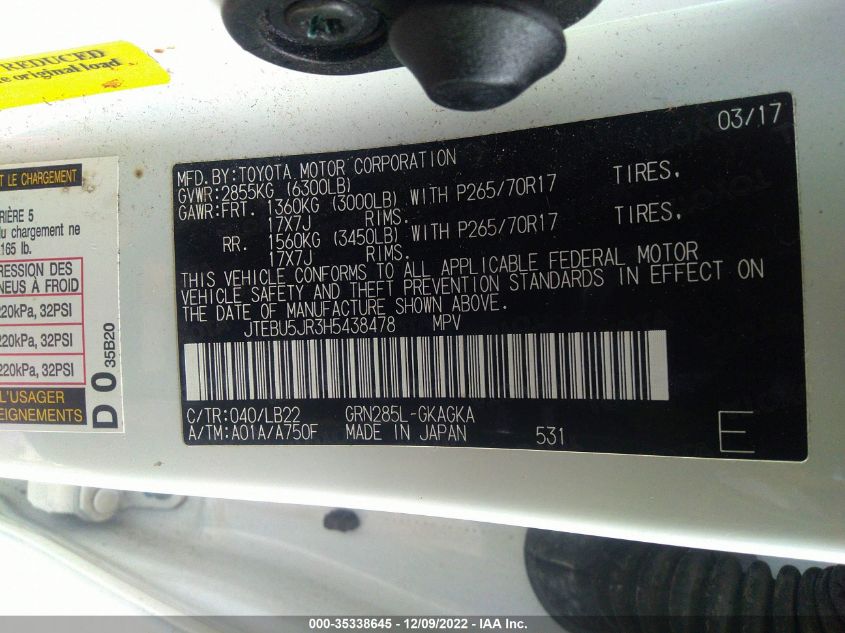 REDUCED
original load
T LE CHARGEMENT
RIÈRE 5
u chargement ne
165 lb.
RESSION DES
NEUS À FROID
220kPa, 32PSI
220kPa, 32PSI
220kPa, 32PSI
L'USAGER
SEIGNEMENTS
D 0 35B20
03/17
MFD. BY: TOYOTA MOTOR CORPORATION
GVWR: 2855KG (6300LB)
GAWR: FRT. 1360KG (3000LB) WITH P265/70R17 TIRES,
17X7J RIMS.
RR. 1560KG (3450LB) WITH P265/70R17 TIRES,
17X7J RIMS.
THIS VEHICLE CONFORMS TO ALL APPLICABLE FEDERAL MOTOR
VEHICLE SAFETY AND THEFT PREVENTION STANDARDS IN EFFECT ON
THE DATE OF MANUFACTURE SHOWN ABOVE.
JTEBU5JR3H5438478 MPV
C/TR: 040/LB22 GRN285L-GKAGKA
A/TM: A01A/A750F MADE IN JAPAN 531 E
000-35338645 - 12/09/2022 - IAA Inc.